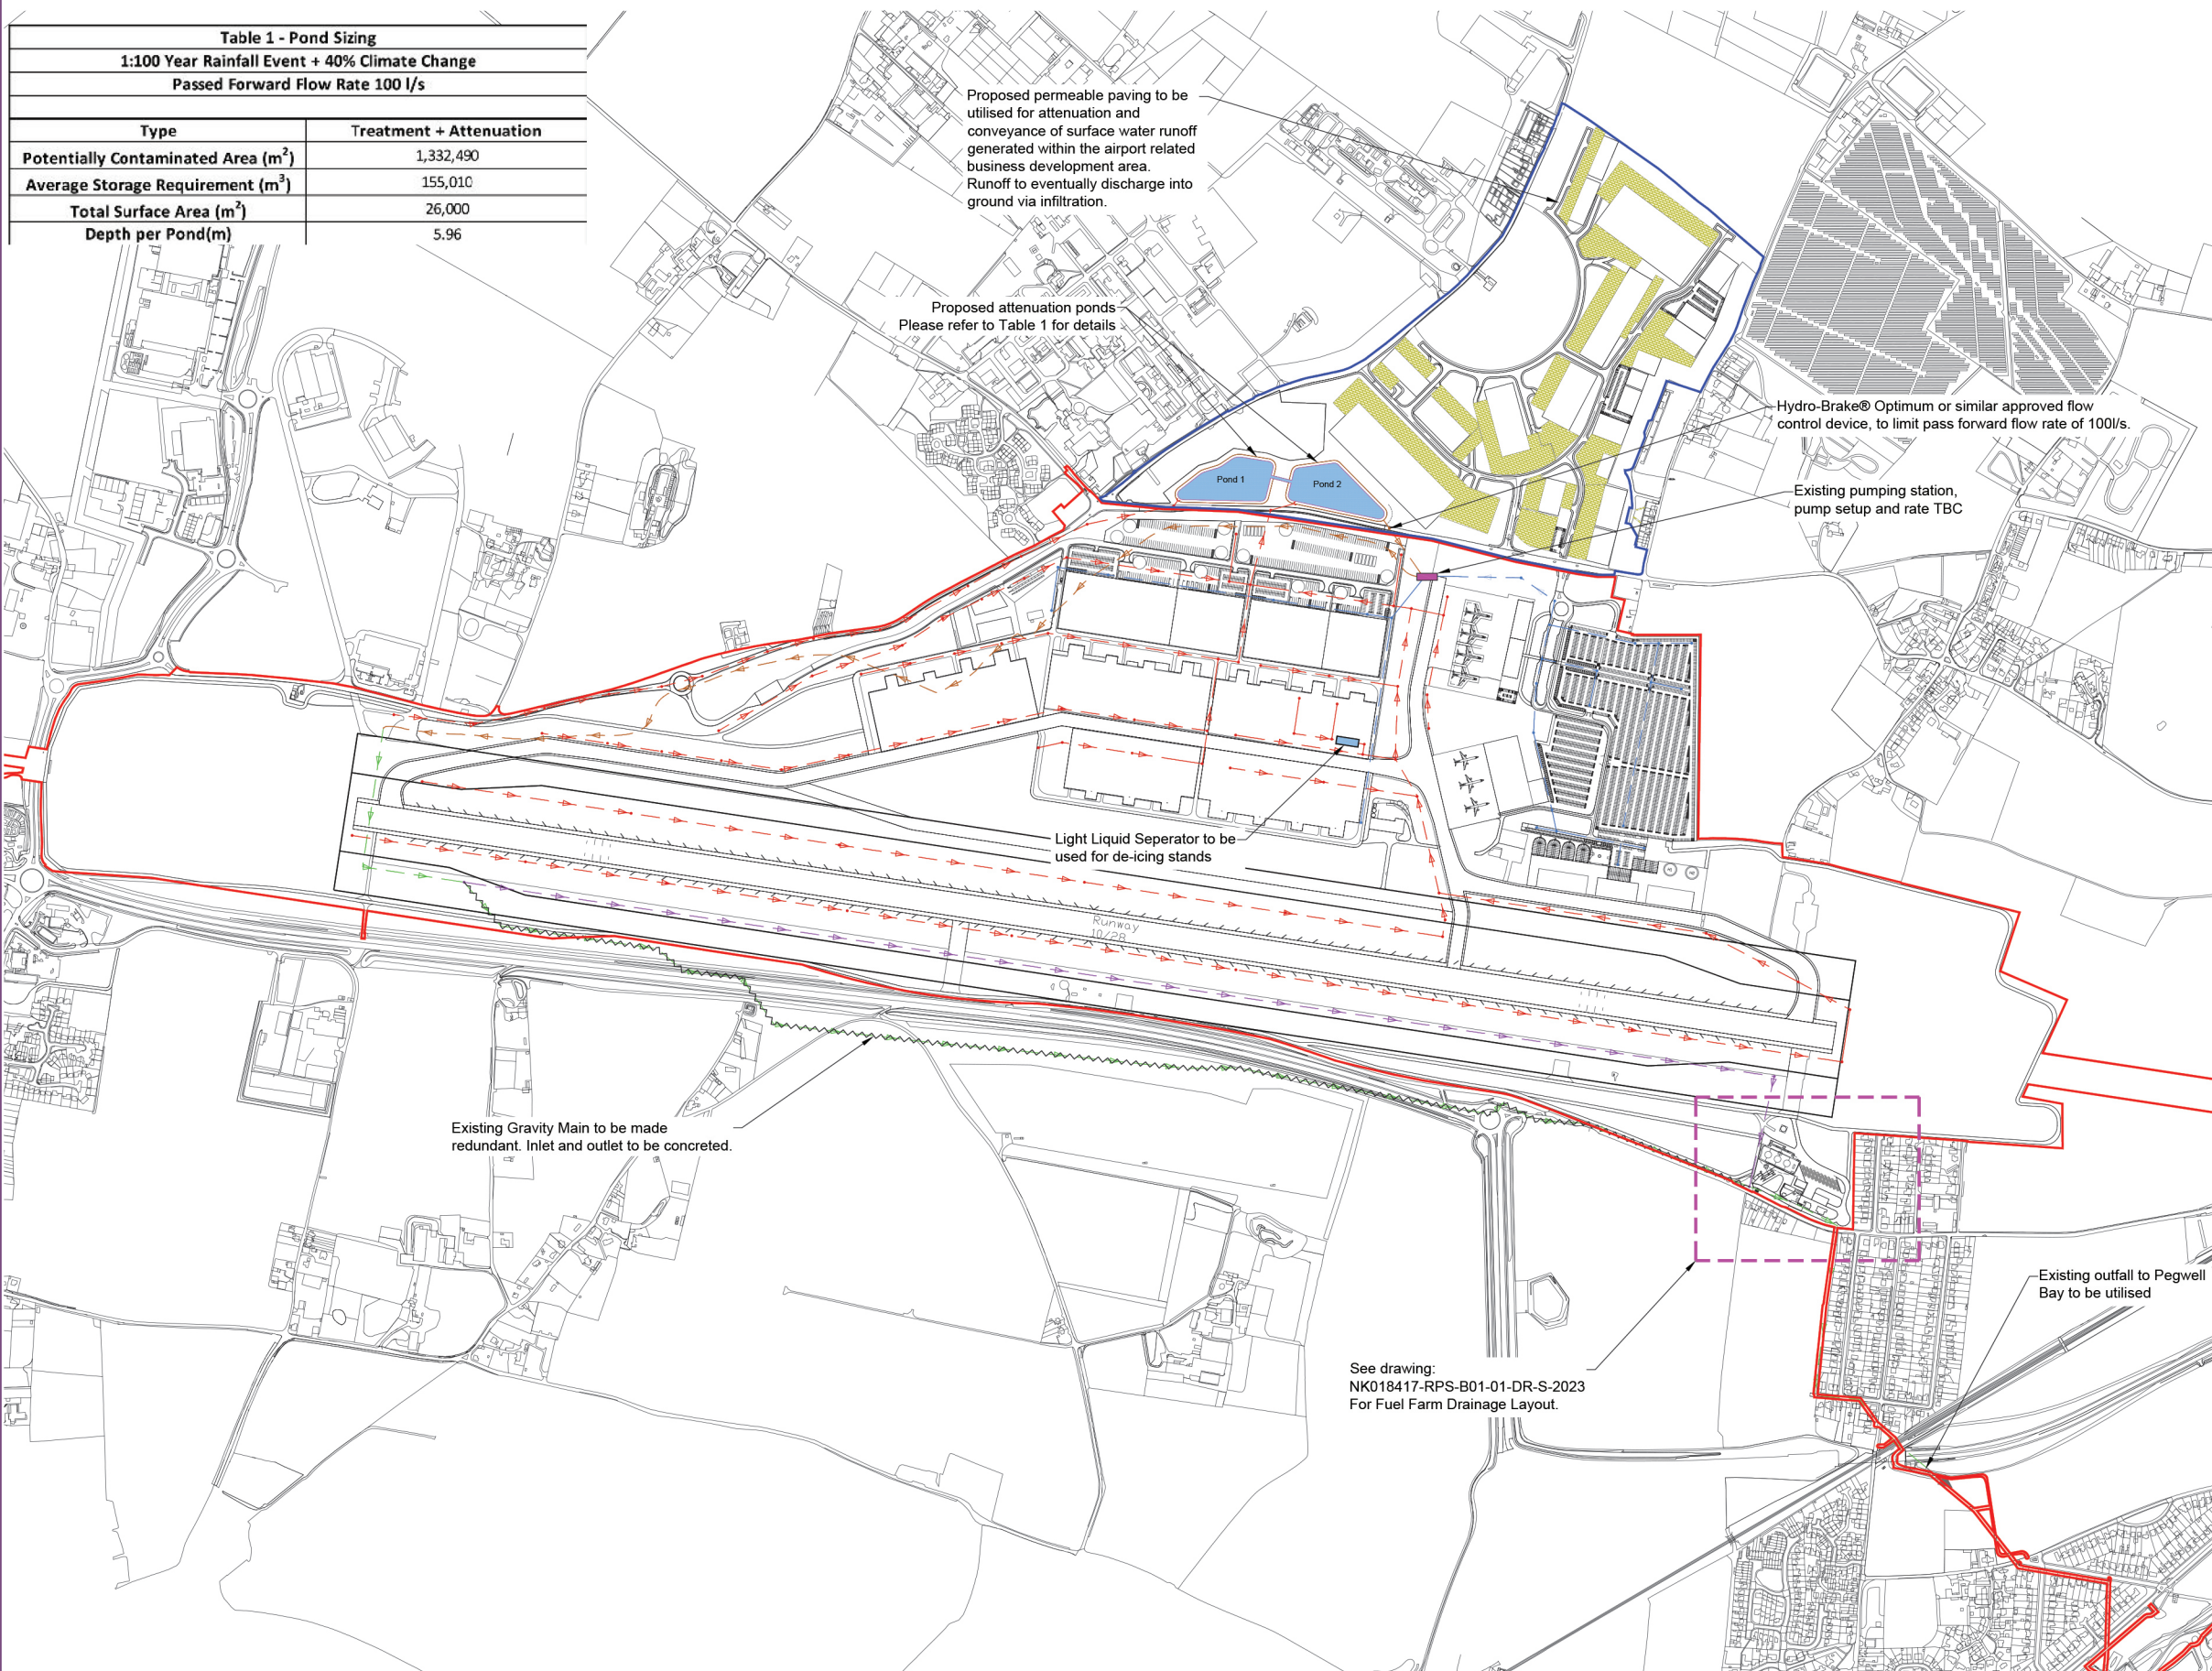 Table 1 - Pond Sizing
1:100 Year Rainfall Event + 40% Climate Change
Passed Forward Flow Rate 100 l/s
Type Treatment + Attenuation
Potentially Contaminated Area (m²) 1,332,490
Average Storage Requirement (m³) 155,010
Total Surface Area (m²) 26,000
Depth per Pond(m) 5.96
Proposed permeable paving to be
utilised for attenuation and
conveyance of surface water runoff
generated within the airport related
business development area.
Runoff to eventually discharge into
ground via infiltration.
Proposed attenuation ponds
Please refer to Table 1 for details
Hydro-Brake® Optimum or similar approved flow
control device, to limit pass forward flow rate of 100l/s.
Pond 1
Pond 2
Existing pumping station,
pump setup and rate TBC
Light Liquid Seperator to be
used for de-icing stands
Runway
10/28
Existing Gravity Main to be made
redundant. Inlet and outlet to be concreted.
Existing outfall to Pegwell
Bay to be utilised
See drawing:
NK018417-RPS-B01-01-DR-S-2023
For Fuel Farm Drainage Layout.